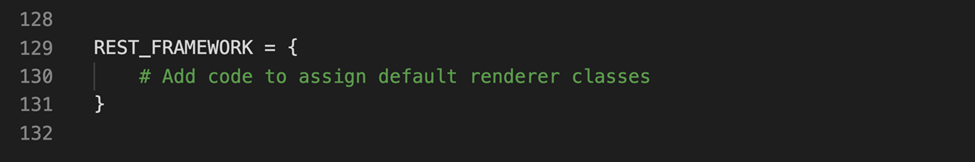 128
129 REST_FRAMEWORK = {
130     # Add code to assign default renderer classes
131 }
132